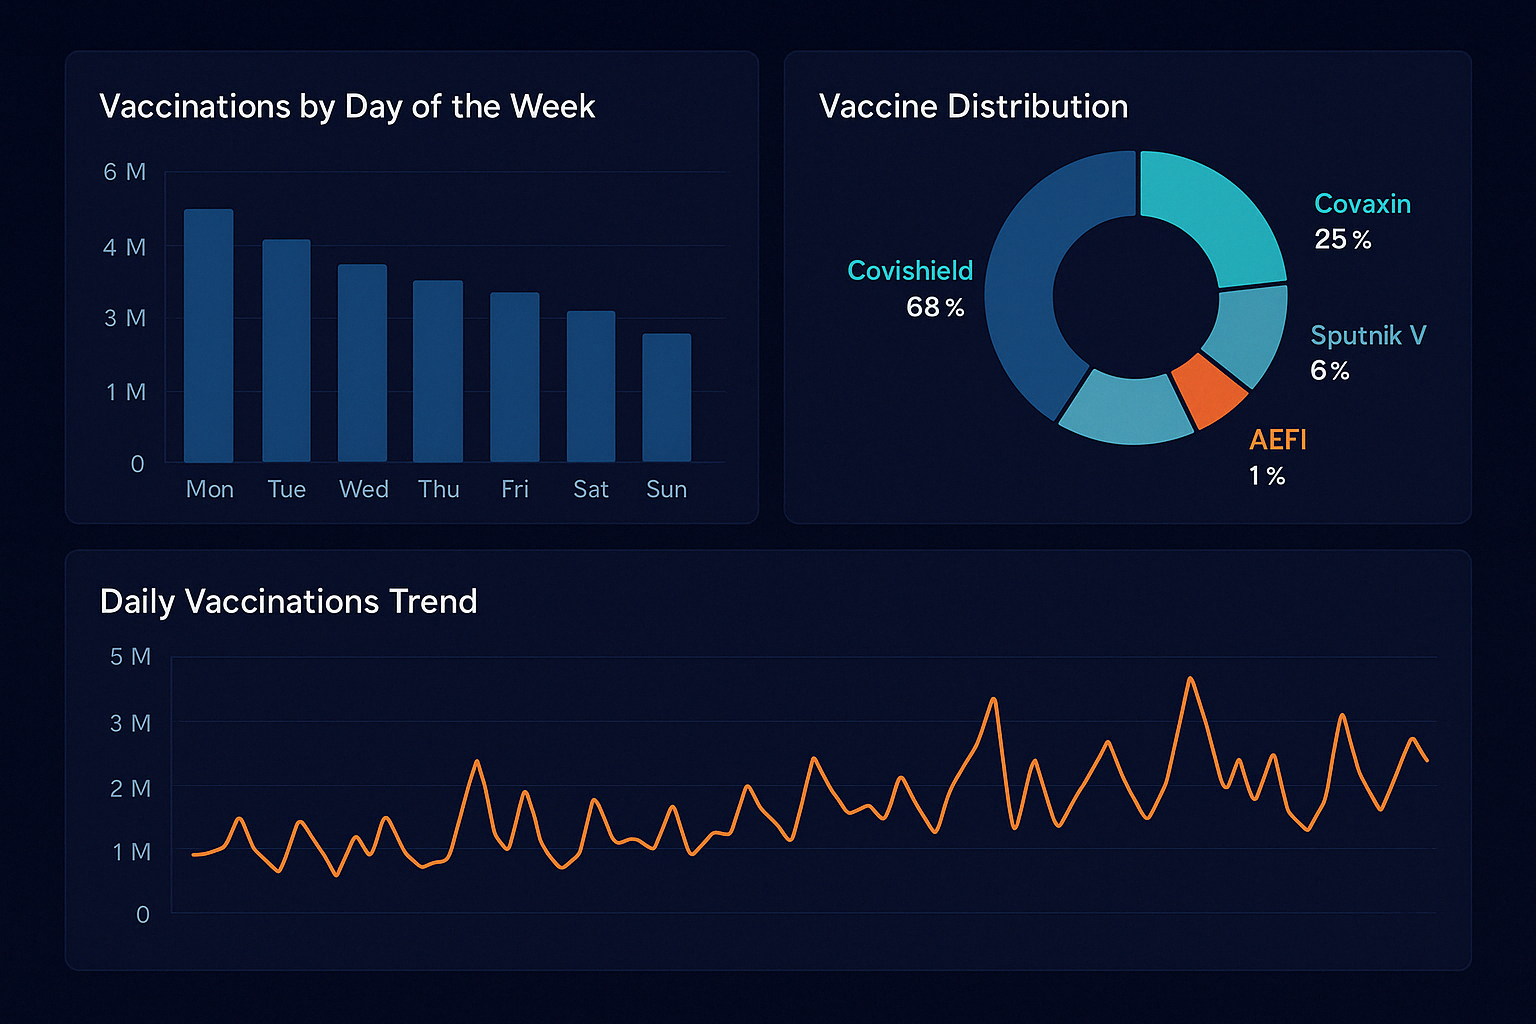 Vaccinations by Day of the Week
6 M
4 M
3 M
1 M
0
Mon Tue Wed Thu Fri Sat Sun
Vaccine Distribution
Covishield
68 %
Covaxin
25 %
Sputnik V
6 %
AEFI
1 %
Daily Vaccinations Trend
5 M
3 M
2 M
1 M
0